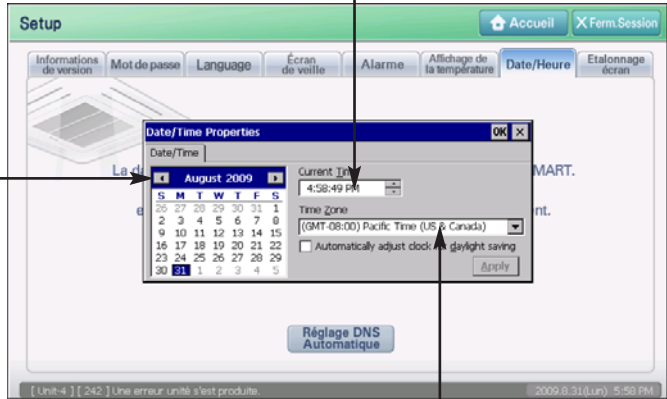 Setup
Accueil
Ferm.Session
Informations
de version
Mot de passe
Language
Écran
de veille
Alarme
Affichage de
la température
Date/Heure
Etalonnage
écran
Date/Time Properties
OK
Date/Time
La d
MART.
e
nt.
August 2009
S M T W T F S
26 27 28 29 30 31 1
2 3 4 5 6 7 8
9 10 11 12 13 14 15
16 17 18 19 20 21 22
23 24 25 26 27 28 29
30 31 1 2 3 4 5
Current
4:58:49 PM
Time Zone
(GMT-08:00) Pacific Time (US & Canada)
Automatically adjust clock daylight saving
Apply
Réglage DNS
Automatique
[ Unit-4 ] [ 242 ] Une erreur unité s'est produite.
2009.8.31(Lun) 5:58 PM